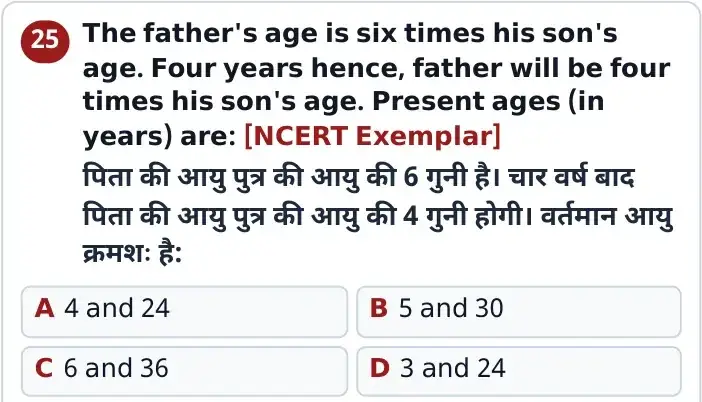 25 The father's age is six times his son's
age. Four years hence, father will be four
times his son's age. Present ages (in
years) are: [NCERT Exemplar]
पिता की आयु पुत्र की आयु की 6 गुनी है। चार वर्ष बाद
पिता की आयु पुत्र की आयु की 4 गुनी होगी। वर्तमान आयु
क्रमशः है:
A 4 and 24
B 5 and 30
C 6 and 36
D 3 and 24